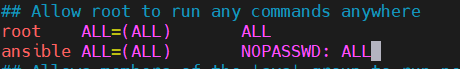 ## Allow root to run any commands anywhere
root    ALL=(ALL)       ALL
ansible ALL=(ALL)       NOPASSWD: ALL